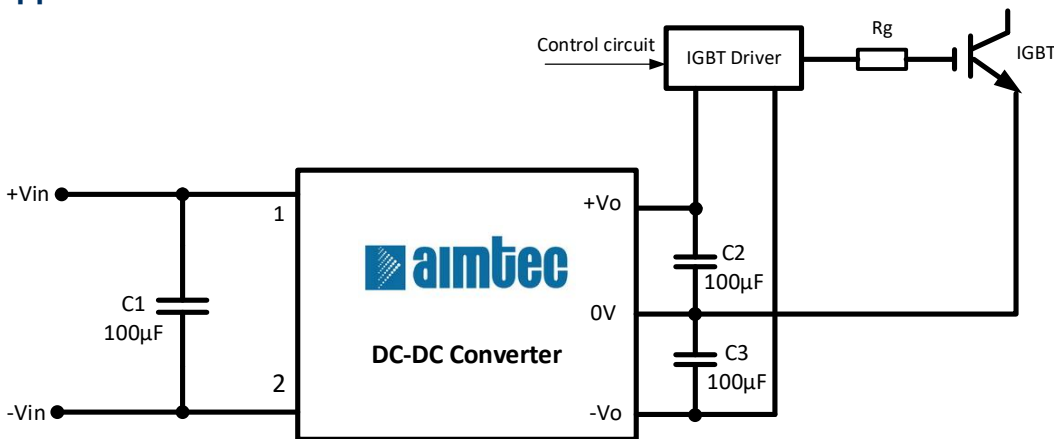 Control circuit
IGBT Driver
Rg
IGBT
+Vin
1
+Vo
aimtec
C2
100µF
C1
100µF
0V
DC-DC Converter
C3
100µF
2
-Vin
-Vo